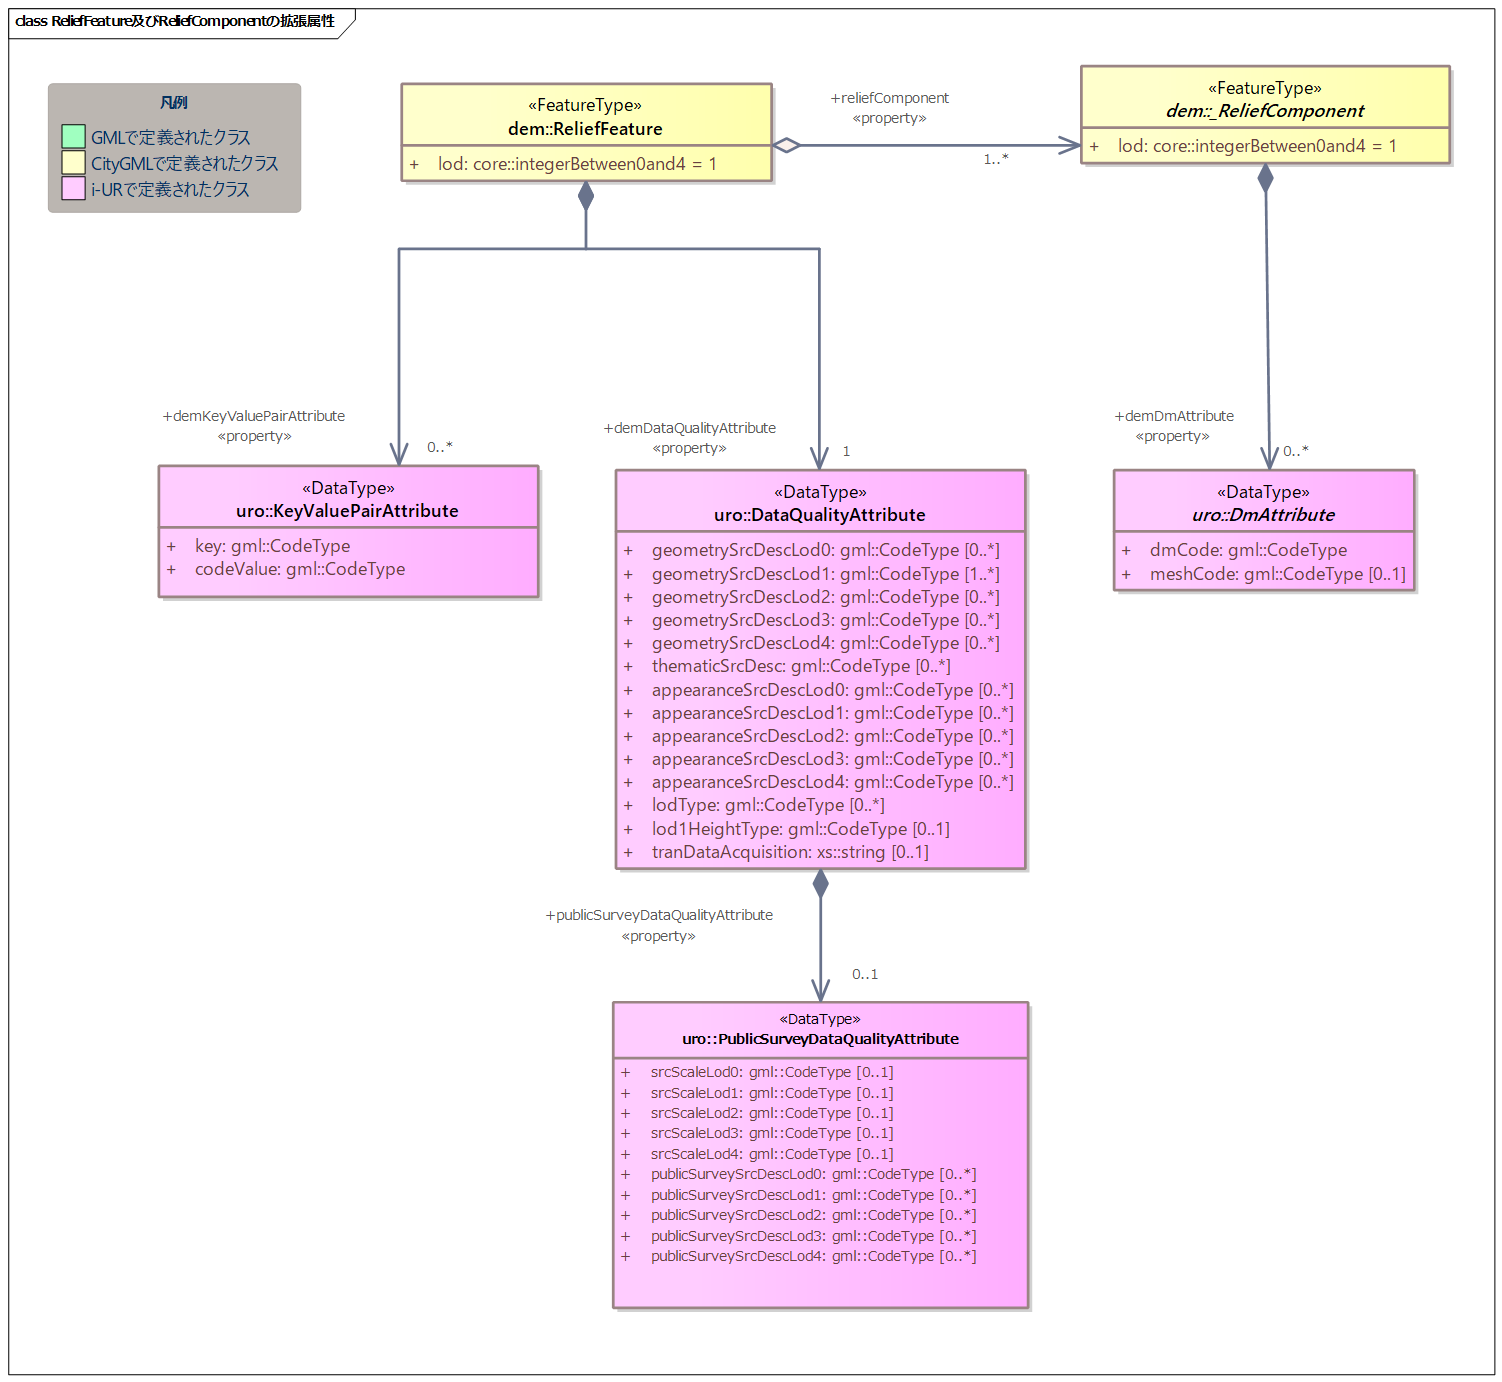 class ReliefFeature及びReliefComponentの拡張属性
凡例
GMLで定義されたクラス
CityGMLで定義されたクラス
i-URで定義されたクラス
«FeatureType»
dem::ReliefFeature
+ lod: core::integerBetween0and4 = 1
+reliefComponent
«property»
1..*
«FeatureType»
dem::_ReliefComponent
+ lod: core::integerBetween0and4 = 1
+demKeyValuePairAttribute
«property»
0..*
+demDataQualityAttribute
«property»
1
+demDmAttribute
«property»
0..*
«DataType»
uro::KeyValuePairAttribute
+ key: gml::CodeType
+ codeValue: gml::CodeType
«DataType»
uro::DataQualityAttribute
+ geometrySrcDescLod0: gml::CodeType [0..*]
+ geometrySrcDescLod1: gml::CodeType [1..*]
+ geometrySrcDescLod2: gml::CodeType [0..*]
+ geometrySrcDescLod3: gml::CodeType [0..*]
+ geometrySrcDescLod4: gml::CodeType [0..*]
+ thematicSrcDesc: gml::CodeType [0..*]
+ appearanceSrcDescLod0: gml::CodeType [0..*]
+ appearanceSrcDescLod1: gml::CodeType [0..*]
+ appearanceSrcDescLod2: gml::CodeType [0..*]
+ appearanceSrcDescLod3: gml::CodeType [0..*]
+ appearanceSrcDescLod4: gml::CodeType [0..*]
+ lodType: gml::CodeType [0..*]
+ lod1HeightType: gml::CodeType [0..1]
+ tranDataAcquisition: xs::string [0..1]
«DataType»
uro::DmAttribute
+ dmCode: gml::CodeType
+ meshCode: gml::CodeType [0..1]
+publicSurveyDataQualityAttribute
«property»
0..1
«DataType»
uro::PublicSurveyDataQualityAttribute
+ srcScaleLod0: gml::CodeType [0..1]
+ srcScaleLod1: gml::CodeType [0..1]
+ srcScaleLod2: gml::CodeType [0..1]
+ srcScaleLod3: gml::CodeType [0..1]
+ srcScaleLod4: gml::CodeType [0..1]
+ publicSurveySrcDescLod0: gml::CodeType [0..*]
+ publicSurveySrcDescLod1: gml::CodeType [0..*]
+ publicSurveySrcDescLod2: gml::CodeType [0..*]
+ publicSurveySrcDescLod3: gml::CodeType [0..*]
+ publicSurveySrcDescLod4: gml::CodeType [0..*]